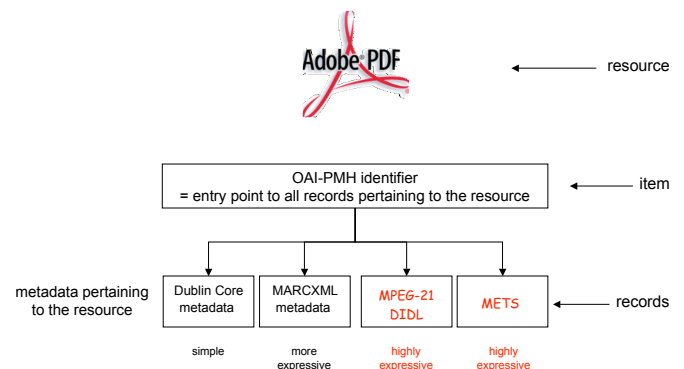 Adobe PDF
resource
OAI-PMH identifier
= entry point to all records pertaining to the resource
item
metadata pertaining
to the resource
Dublin Core
metadata
MARCXML
metadata
MPEG-21
DIDL
METS
records
simple
more
expressive
highly
expressive
highly
expressive